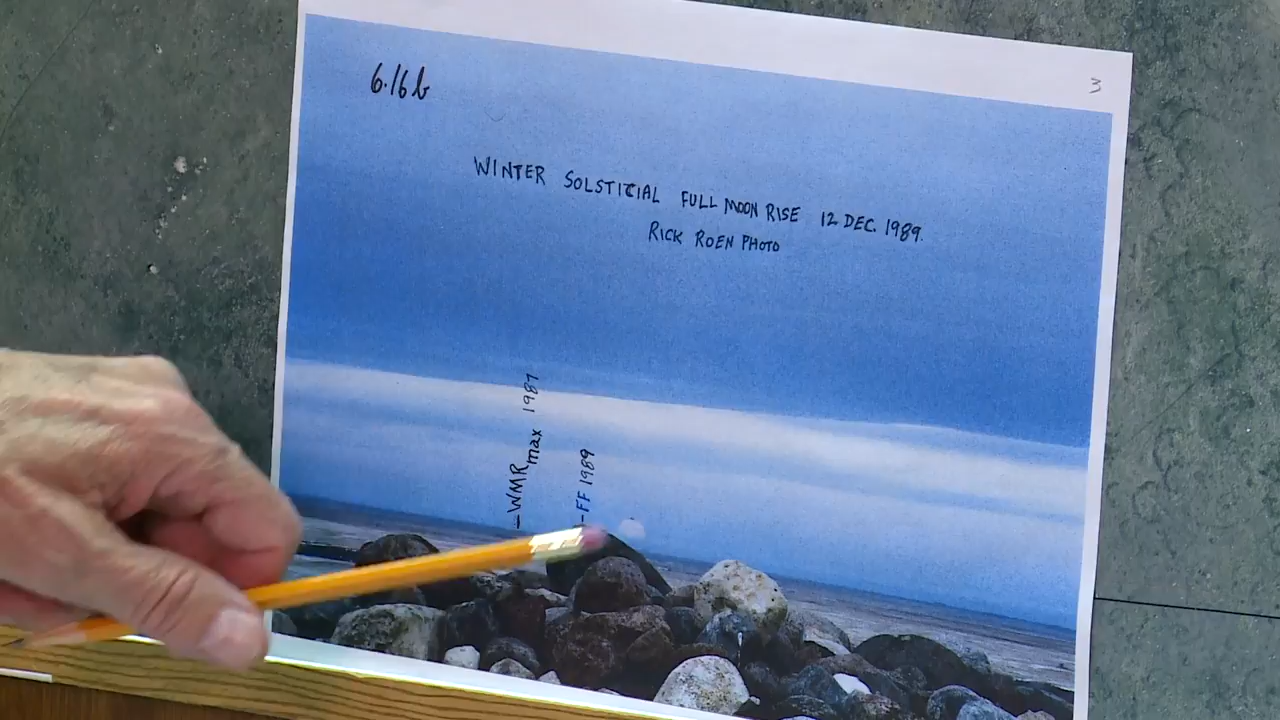 3
6.16b
WINTER SOLSTICIAL FULL MOON RISE 12 DEC. 1989.
RICK ROEN PHOTO
–WMRmax 1987
–FF 1989